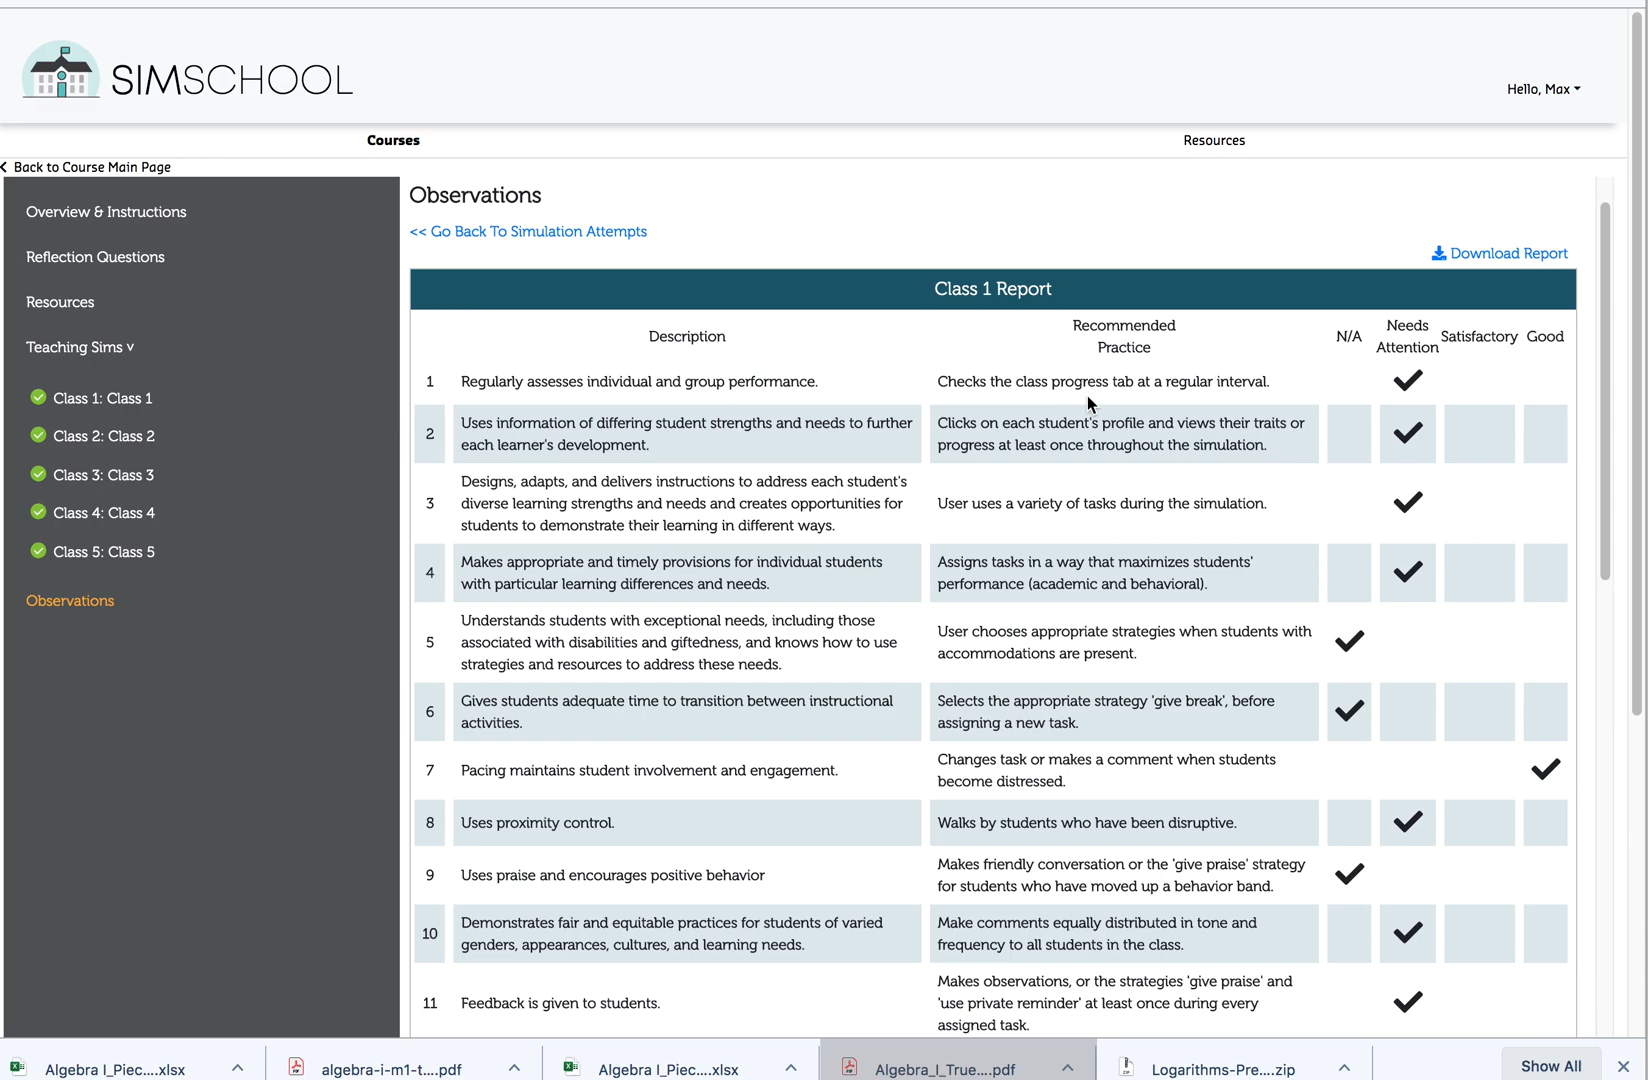 SIMSCHOOL
Hello, Max
Courses
Resources
Back to Course Main Page
Overview & Instructions
Reflection Questions
Resources
Teaching Sims v
Class 1: Class 1
Class 2: Class 2
Class 3: Class 3
Class 4: Class 4
Class 5: Class 5
Observations
Observations
<< Go Back To Simulation Attempts
Download Report
Class 1 Report
Description
Recommended
Practice
N/A
Needs
Attention
Satisfactory
Good
1
Regularly assesses individual and group performance.
Checks the class progress tab at a regular interval.
2
Uses information of differing student strengths and needs to further
each learner's development.
Clicks on each student's profile and views their traits or
progress at least once throughout the simulation.
3
Designs, adapts, and delivers instructions to address each student's
diverse learning strengths and needs and creates opportunities for
students to demonstrate their learning in different ways.
User uses a variety of tasks during the simulation.
4
Makes appropriate and timely provisions for individual students
with particular learning differences and needs.
Assigns tasks in a way that maximizes students'
performance (academic and behavioral).
5
Understands students with exceptional needs, including those
associated with disabilities and giftedness, and knows how to use
strategies and resources to address these needs.
User chooses appropriate strategies when students with
accommodations are present.
6
Gives students adequate time to transition between instructional
activities.
Selects the appropriate strategy 'give break', before
assigning a new task.
7
Pacing maintains student involvement and engagement.
Changes task or makes a comment when students
become distressed.
8
Uses proximity control.
Walks by students who have been disruptive.
9
Uses praise and encourages positive behavior
Makes friendly conversation or the 'give praise' strategy
for students who have moved up a behavior band.
10
Demonstrates fair and equitable practices for students of varied
genders, appearances, cultures, and learning needs.
Make comments equally distributed in tone and
frequency to all students in the class.
11
Feedback is given to students.
Makes observations, or the strategies 'give praise' and
'use private reminder' at least once during every
assigned task.
Algebra I_Piec....xlsx
algebra-i-m1-t....pdf
Algebra I_Piec....xlsx
Algebra_I_True....pdf
Logarithms-Pre....zip
Show All